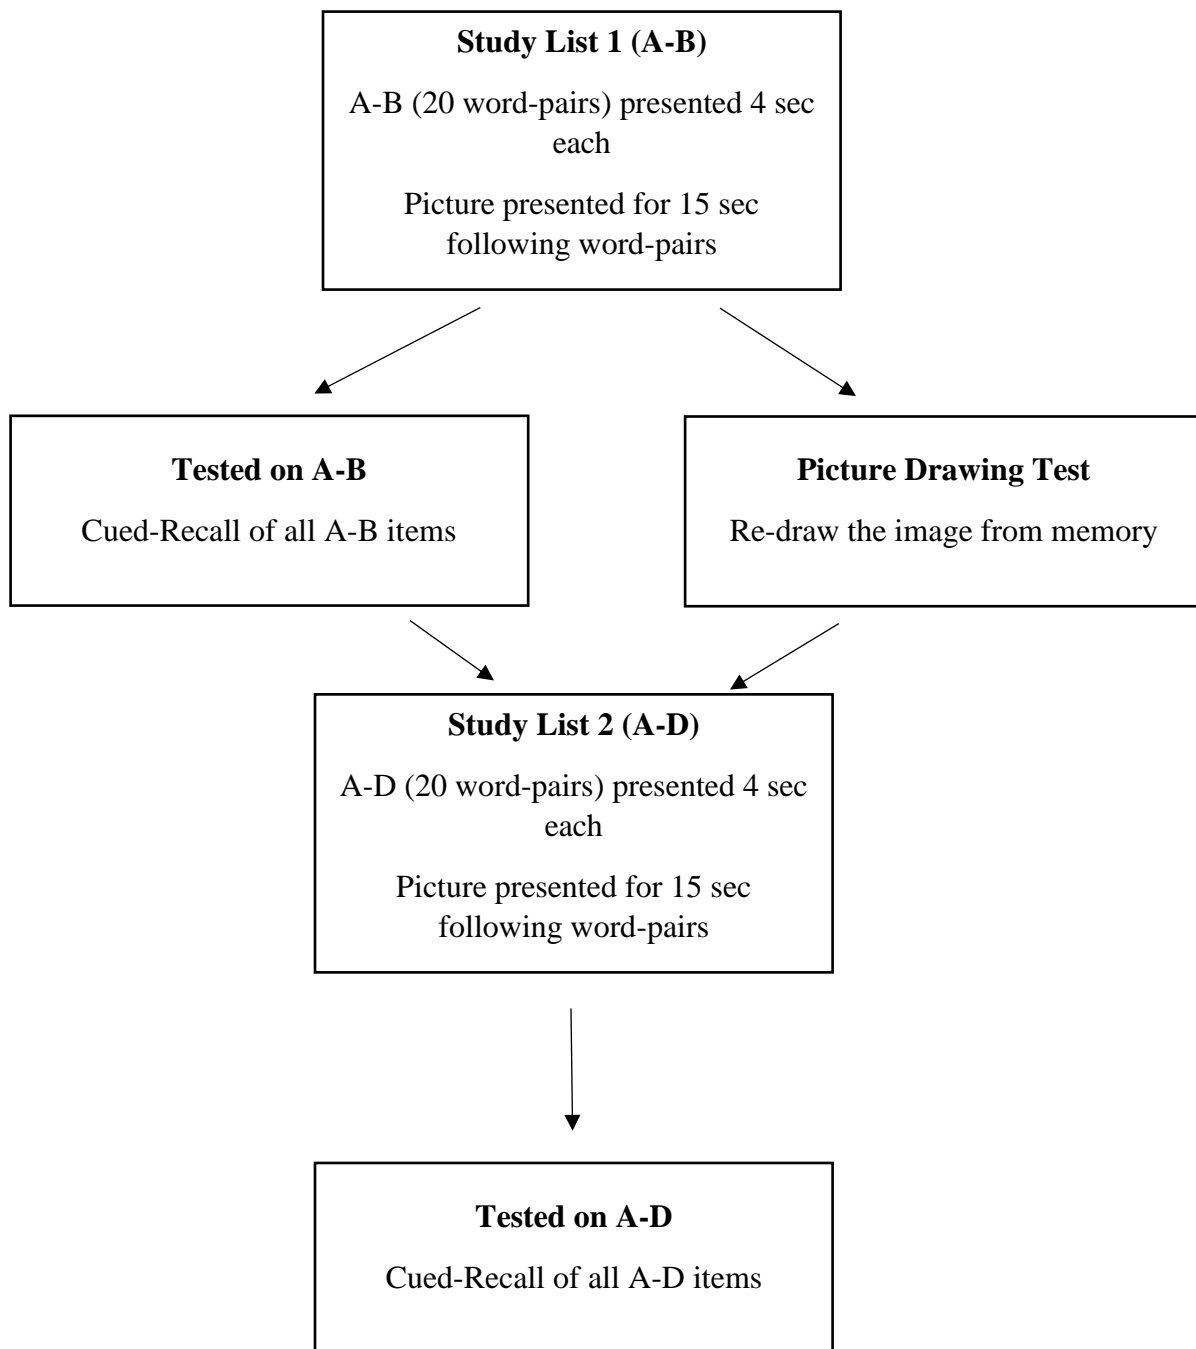 Study List 1 (A-B)
A-B (20 word-pairs) presented 4 sec
each
Picture presented for 15 sec
following word-pairs
Tested on A-B
Cued-Recall of all A-B items
Picture Drawing Test
Re-draw the image from memory
Study List 2 (A-D)
A-D (20 word-pairs) presented 4 sec
each
Picture presented for 15 sec
following word-pairs
Tested on A-D
Cued-Recall of all A-D items